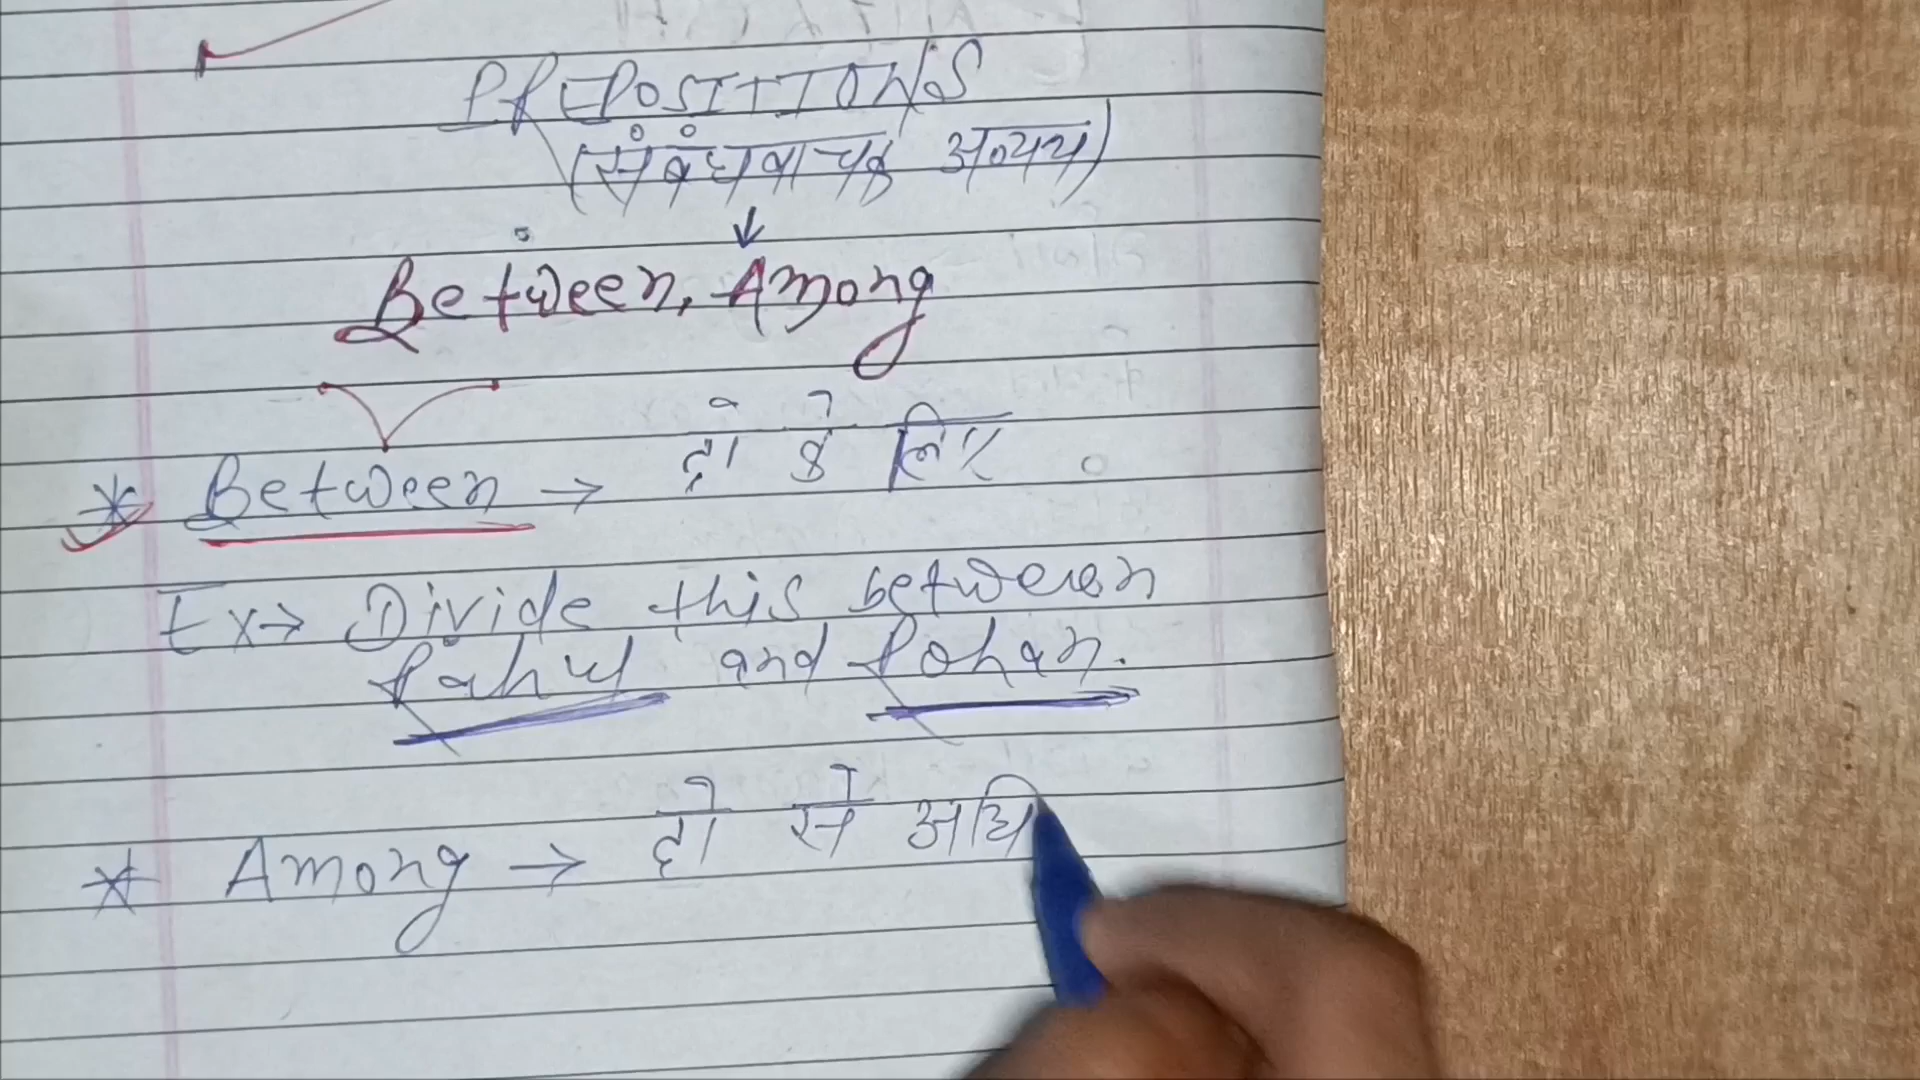 PREPOSITIONS
(संबंधवाचक अव्यय)
↓
Between, Among
* Between → दो के लिए
Ex→ Divide this between
Rahul and Rohan.
* Among → दो से अधि